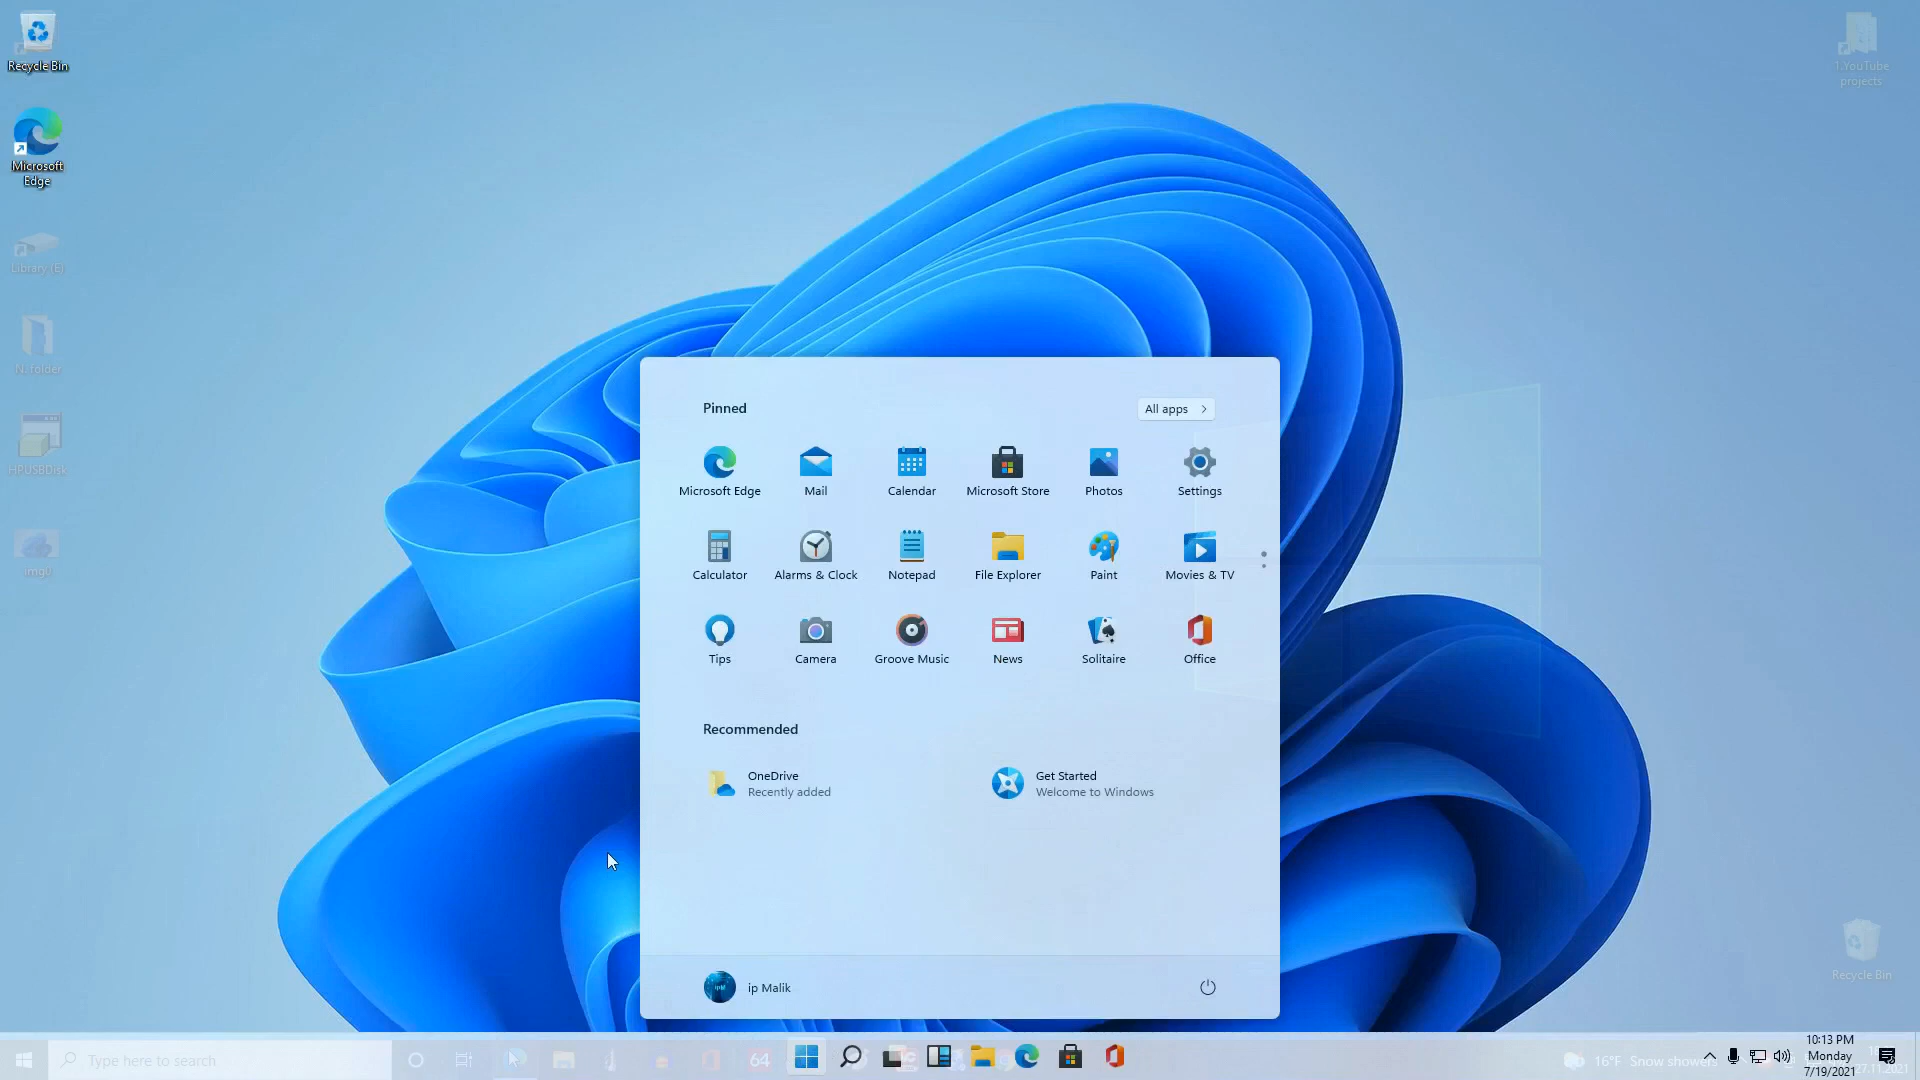 Recycle Bin
1.YouTube
projects
Microsoft
Edge
Library (E)
N. folder
HPUSBDisk
img0
Pinned
All apps
Microsoft Edge
Mail
Calendar
Microsoft Store
Photos
Settings
Calculator
Alarms & Clock
Notepad
File Explorer
Paint
Movies & TV
Tips
Camera
Groove Music
News
Solitaire
Office
Recommended
OneDrive
Recently added
Get Started
Welcome to Windows
ip Malik
Recycle Bin
Type here to search
64
16°F Snow showers
10:13 PM
Monday
7/19/2021